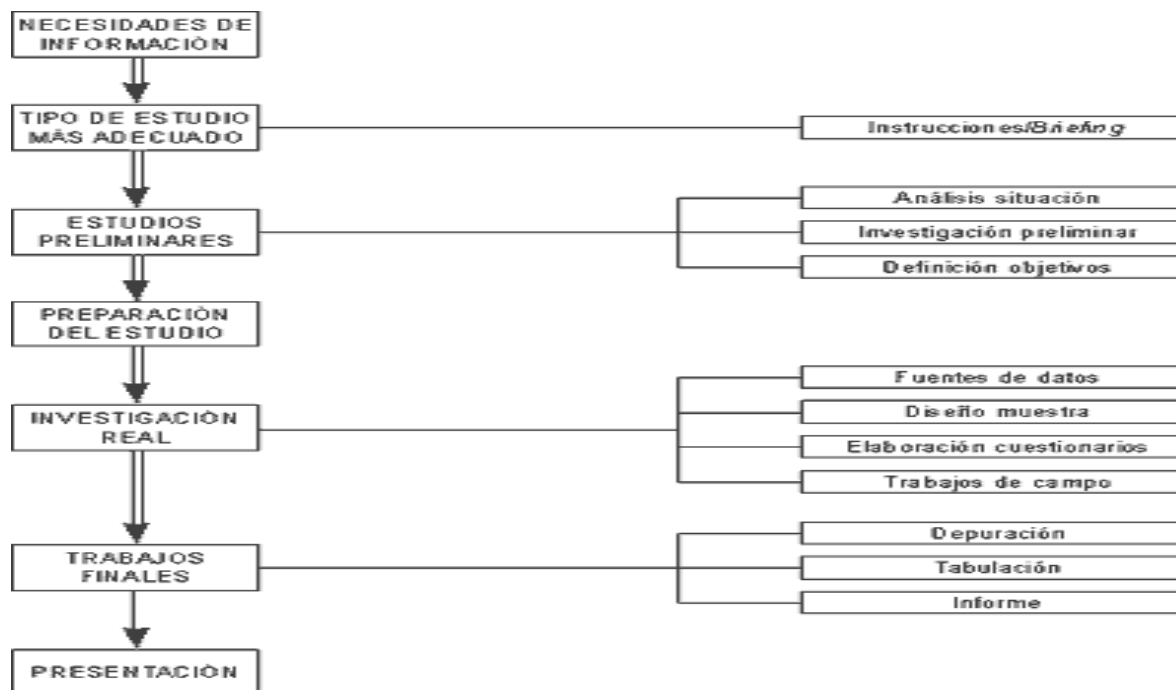 NECESIDADES DE
INFORMACIÓN
TIPO DE ESTUDIO
MÁS ADECUADO
Instrucciones/Briefing
ESTUDIOS
PRELIMINARES
Análisis situación
Investigación preliminar
Definición objetivos
PREPARACIÓN
DEL ESTUDIO
INVESTIGACIÓN
REAL
Fuentes de datos
Diseño muestra
Elaboración cuestionarios
Trabajos de campo
TRABAJOS
FINALES
Depuración
Tabulación
Informe
PRESENTACIÓN